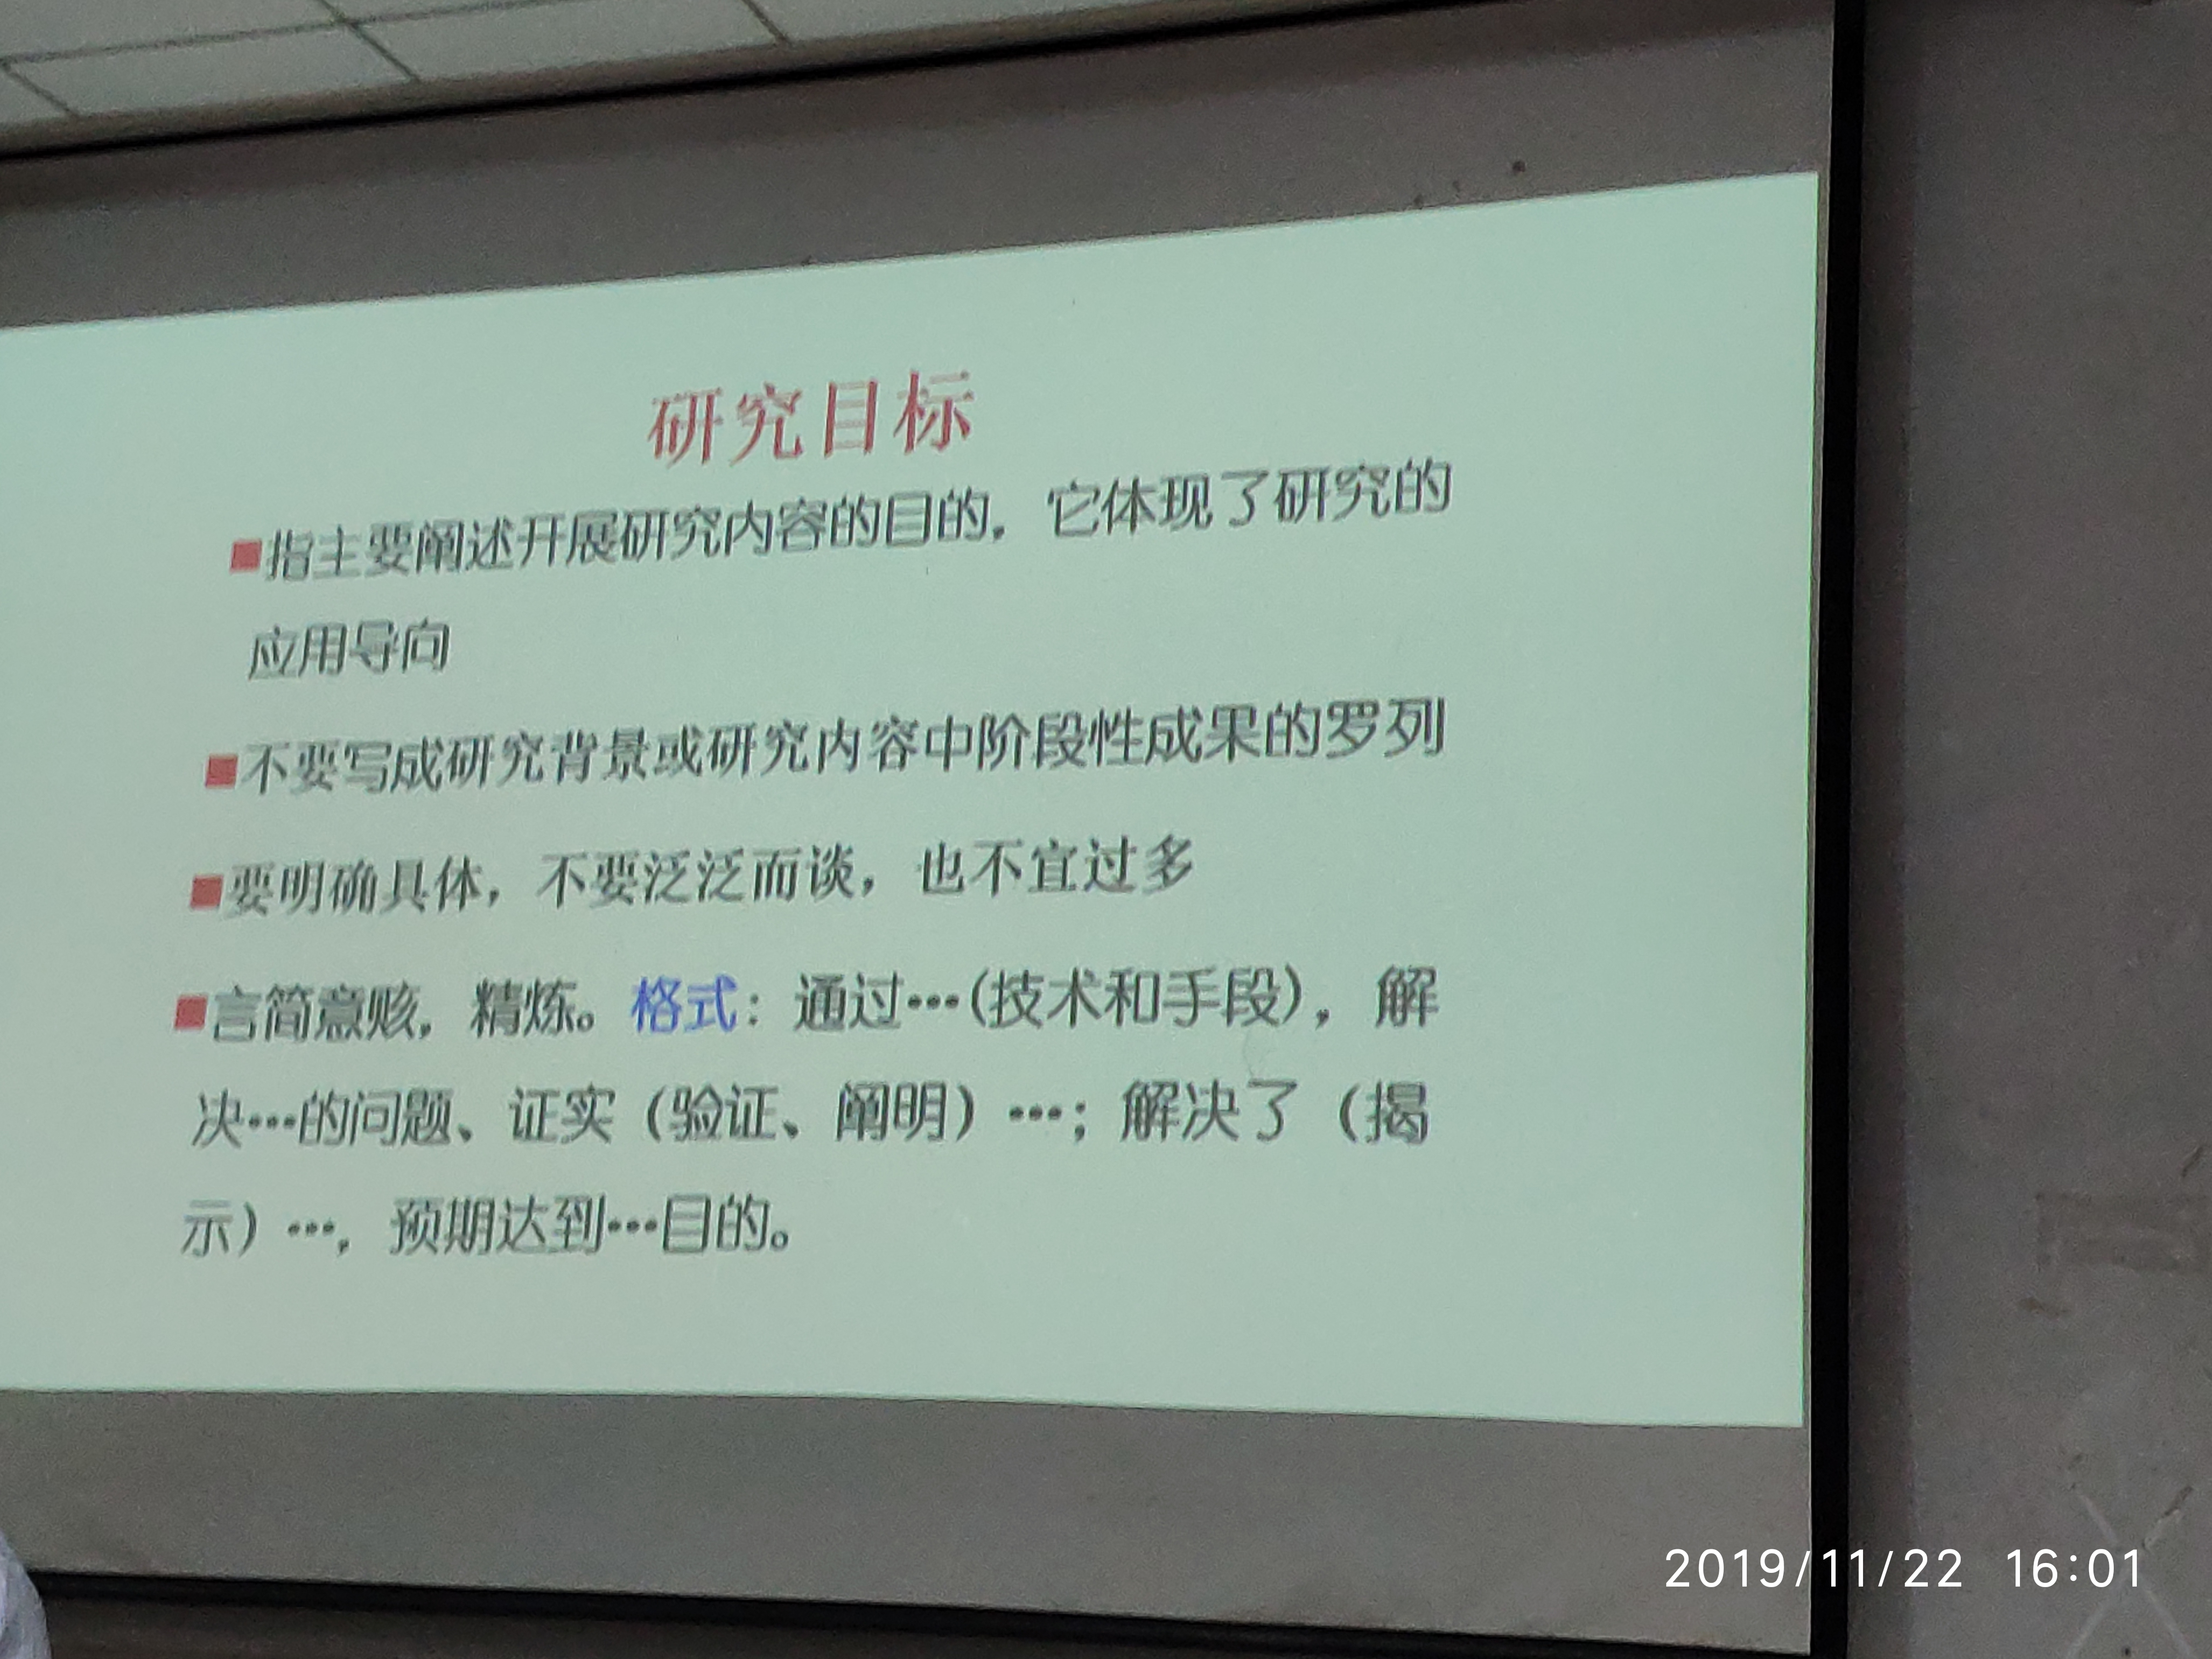 研究目标
■指主要阐述开展研究内容的目的，它体现了研究的
应用导向
■不要写成研究背景或研究内容中阶段性成果的罗列
■要明确具体，不要泛泛而谈，也不宜过多
■言简意赅，精炼。格式：通过…(技术和手段)，解
决…的问题、证实（验证、阐明）…；解决了（揭
示）…，预期达到…目的。
2019/11/22 16:01